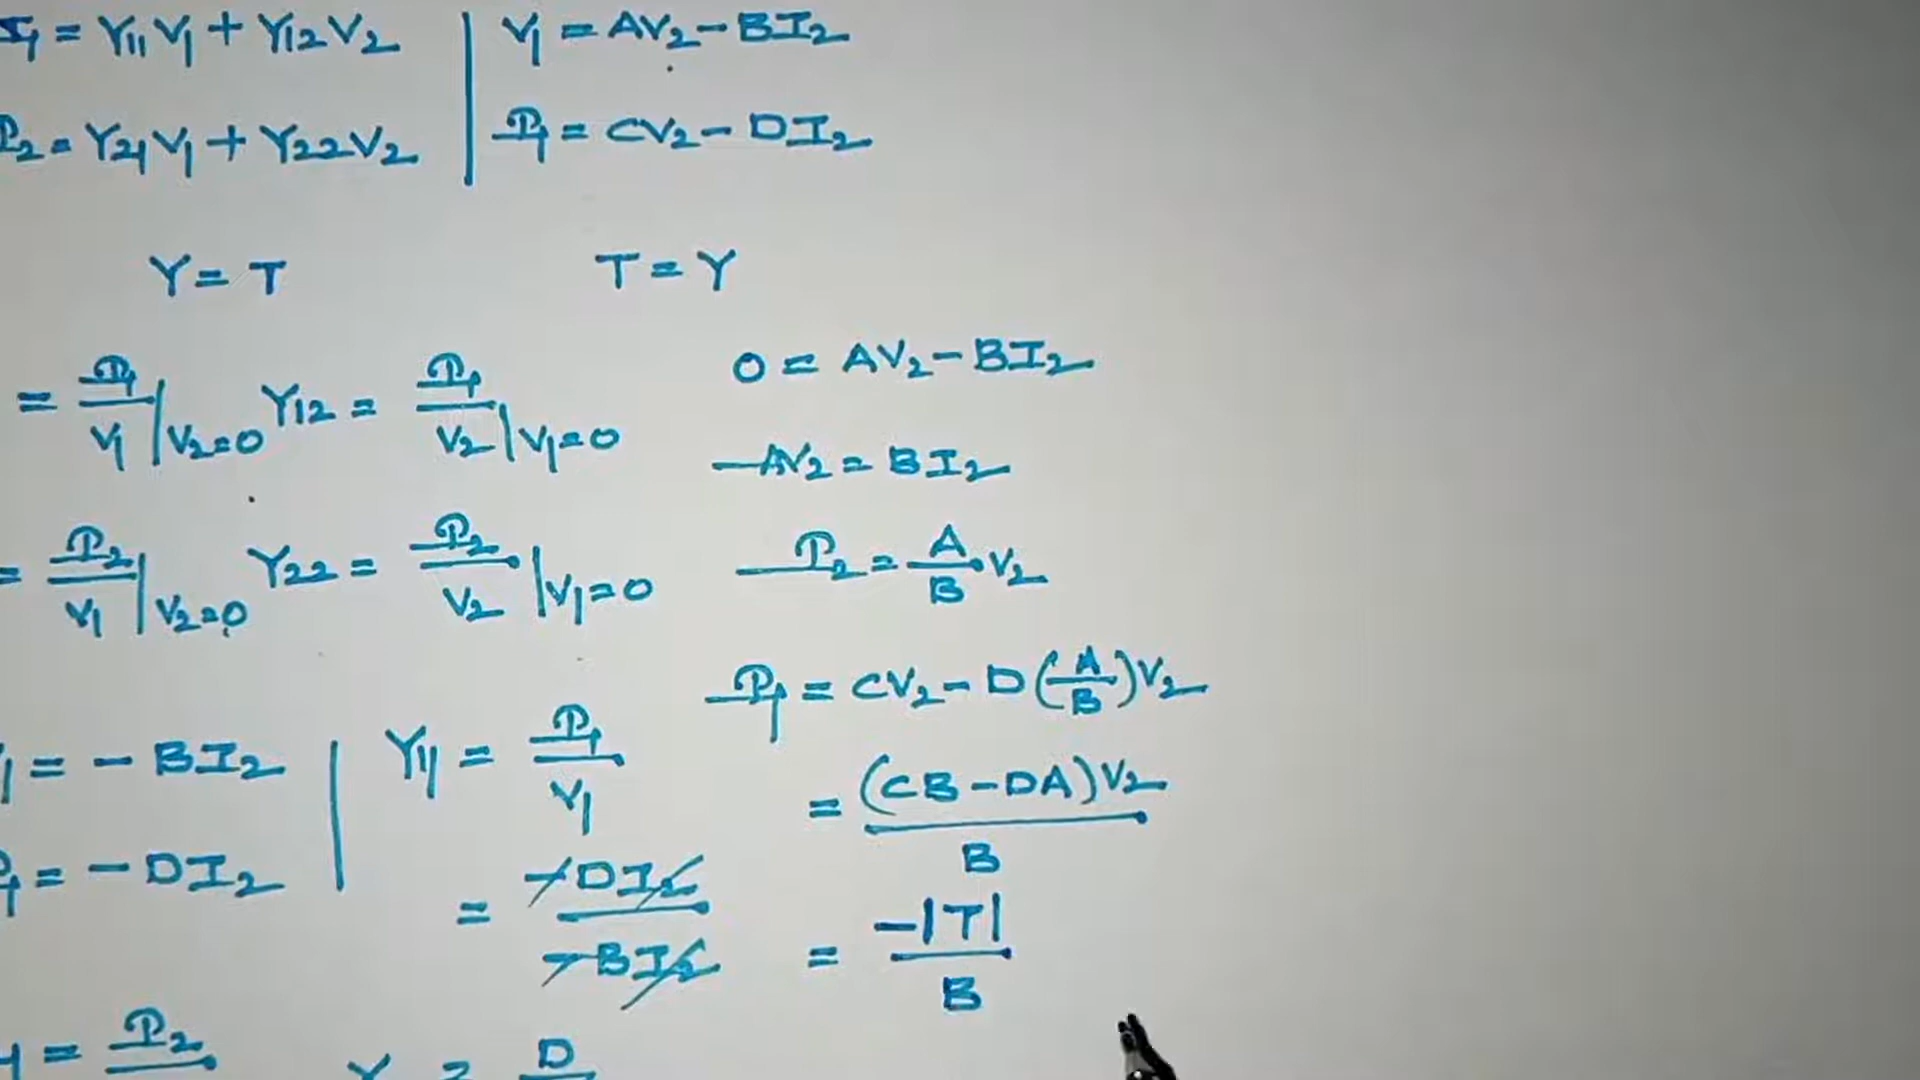 I1 = Y11 V1 + Y12 V2 | V1 = AV2 - BI2
I2 = Y21 V1 + Y22 V2 | I1 = CV2 - DI2
Y = T T = Y
= I1/V1 |V2=0 Y12 = I1/V2 |V1=0
= I2/V1 |V2=0 Y22 = I2/V2 |V1=0
0 = AV2 - BI2
-AV2 = BI2
I2 = A/B V2
V1 = -BI2 | Y11 = I1/V1
I1 = -DI2 | = -DI2/-BI2
I1 = CV2 - D(A/B)V2
= (CB - DA)V2/B
= -|T|/B
= I2
= D